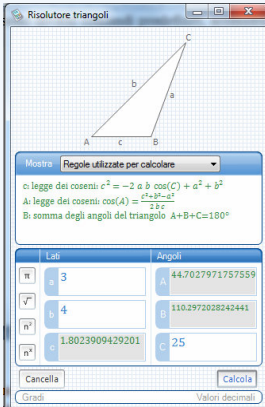 Risolutore triangoli
C
b
a
A
c
B
Mostra Regole utilizzate per calcolare
c: legge dei coseni: c² = −2 a b cos(C) + a² + b²
A: legge dei coseni: cos(A) = (c²+b²−a²)/(2 b c)
B: somma degli angoli del triangolo A+B+C=180°
Lati Angoli
π a 3 A 44.7027971757559
√‾ b 4 B 110.2972028242441
n² c 1.8023909429201 C 25
nˣ
Cancella Calcola
Gradi Valori decimali